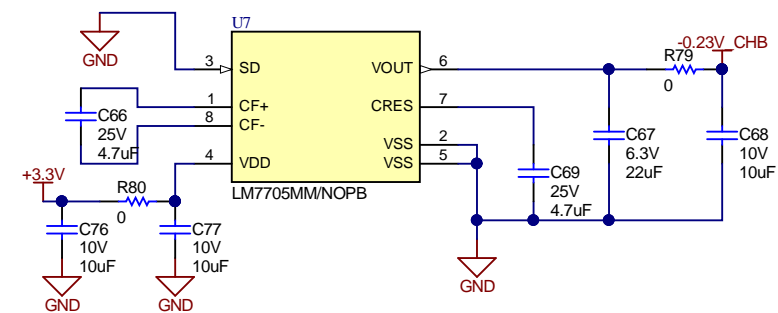 U7
-0.23V_CHB
GND
3
SD
VOUT
6
R79
0
1
CF+
CRES
7
C66
25V
4.7uF
8
CF-
VSS
2
C67
6.3V
22uF
C68
10V
10uF
4
VDD
VSS
5
+3.3V
R80
0
LM7705MM/NOPB
C69
25V
4.7uF
C76
10V
10uF
C77
10V
10uF
GND
GND
GND